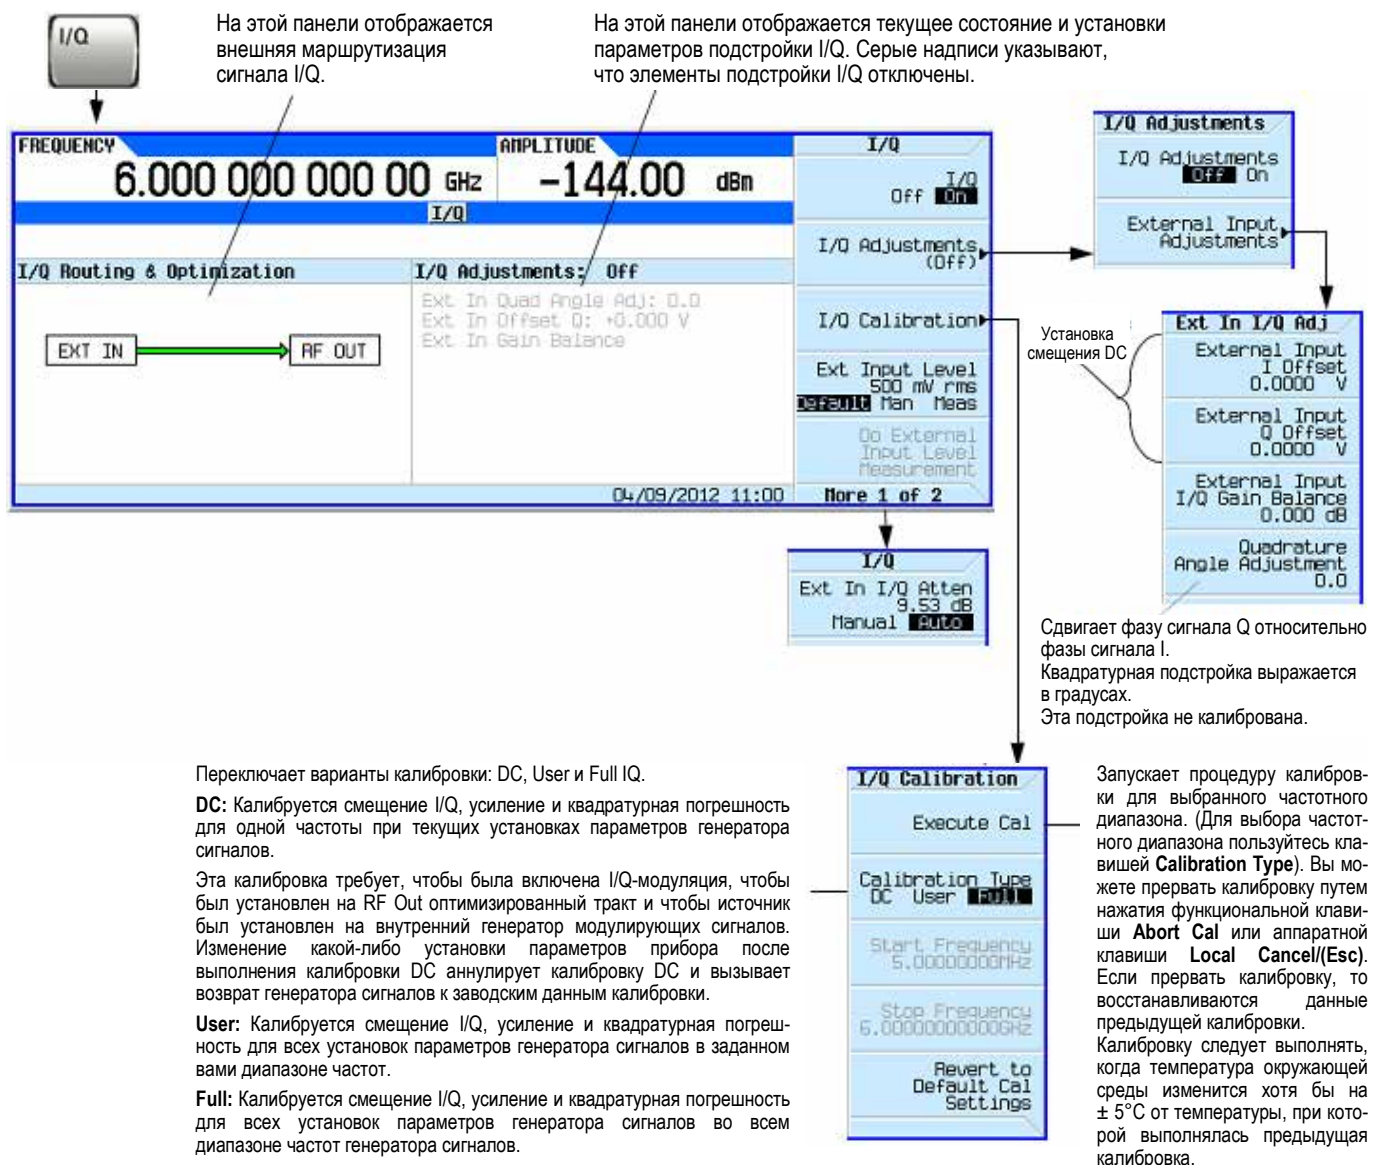 I/Q
На этой панели отображается
внешняя маршрутизация
сигнала I/Q.
На этой панели отображается текущее состояние и установки
параметров подстройки I/Q. Серые надписи указывают,
что элементы подстройки I/Q отключены.
FREQUENCY
6.000 000 000 00 GHz
AMPLITUDE
-144.00 dBm
I/Q
I/Q Routing & Optimization
EXT IN
RF OUT
I/Q Adjustments: Off
Ext In Quad Angle Adj: 0.0
Ext In Offset Q: +0.000 V
Ext In Gain Balance
04/09/2012 11:00
I/Q
I/Q
Off On
I/Q Adjustments
(Off)
I/Q Calibration
Ext Input Level
500 mV rms
Default Man Meas
Do External
Input Level
Measurement
More 1 of 2
I/Q Adjustments
I/Q Adjustments
Off On
External Input
Adjustments
Установка
смещения DC
Ext In I/Q Adj
External Input
I Offset
0.0000 V
External Input
Q Offset
0.0000 V
External Input
I/Q Gain Balance
0.000 dB
Quadrature
Angle Adjustment
0.0
I/Q
Ext In I/Q Atten
9.53 dB
Manual Auto
Сдвигает фазу сигнала Q относительно
фазы сигнала I.
Квадратурная подстройка выражается
в градусах.
Эта подстройка не калибрована.
Переключает варианты калибровки: DC, User и Full IQ.
DC: Калибруется смещение I/Q, усиление и квадратурная погрешность
для одной частоты при текущих установках параметров генератора
сигналов.
Эта калибровка требует, чтобы была включена I/Q-модуляция, чтобы
был установлен на RF Out оптимизированный тракт и чтобы источник
был установлен на внутренний генератор модулирующих сигналов.
Изменение какой-либо установки параметров прибора после
выполнения калибровки DC аннулирует калибровку DC и вызывает
возврат генератора сигналов к заводским данным калибровки.
User: Калибруется смещение I/Q, усиление и квадратурная погреш-
ность для всех установок параметров генератора сигналов в заданном
вами диапазоне частот.
Full: Калибруется смещение I/Q, усиление и квадратурная погрешность
для всех установок параметров генератора сигналов во всем
диапазоне частот генератора сигналов.
I/Q Calibration
Execute Cal
Calibration Type
DC User Full
Start Frequency
5.00000000MHz
Stop Frequency
6.00000000000GHz
Revert to
Default Cal
Settings
Запускает процедуру калибров-
ки для выбранного частотного
диапазона. (Для выбора частот-
ного диапазона пользуйтесь кла-
вишей Calibration Type). Вы мо-
жете прервать калибровку путем
нажатия функциональной клави-
ши Abort Cal или аппаратной
клавиши Local Cancel/(Esc).
Если прервать калибровку, то
восстанавливаются данные
предыдущей калибровки.
Калибровку следует выполнять,
когда температура окружающей
среды изменится хотя бы на
± 5°C от температуры, при кото-
рой выполнялась предыдущая
калибровка.